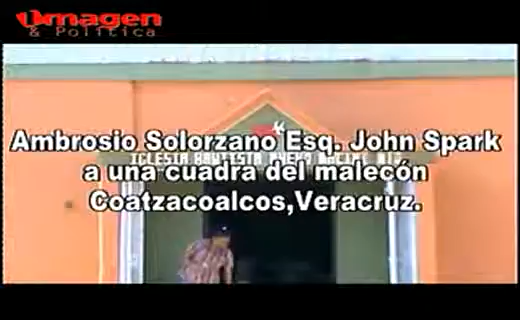 Imagen
& Política
Ambrosio Solorzano Esq. John Spark
IGLESIA BAUTISTA
a una cuadra del malecón
Coatzacoalcos,Veracruz.